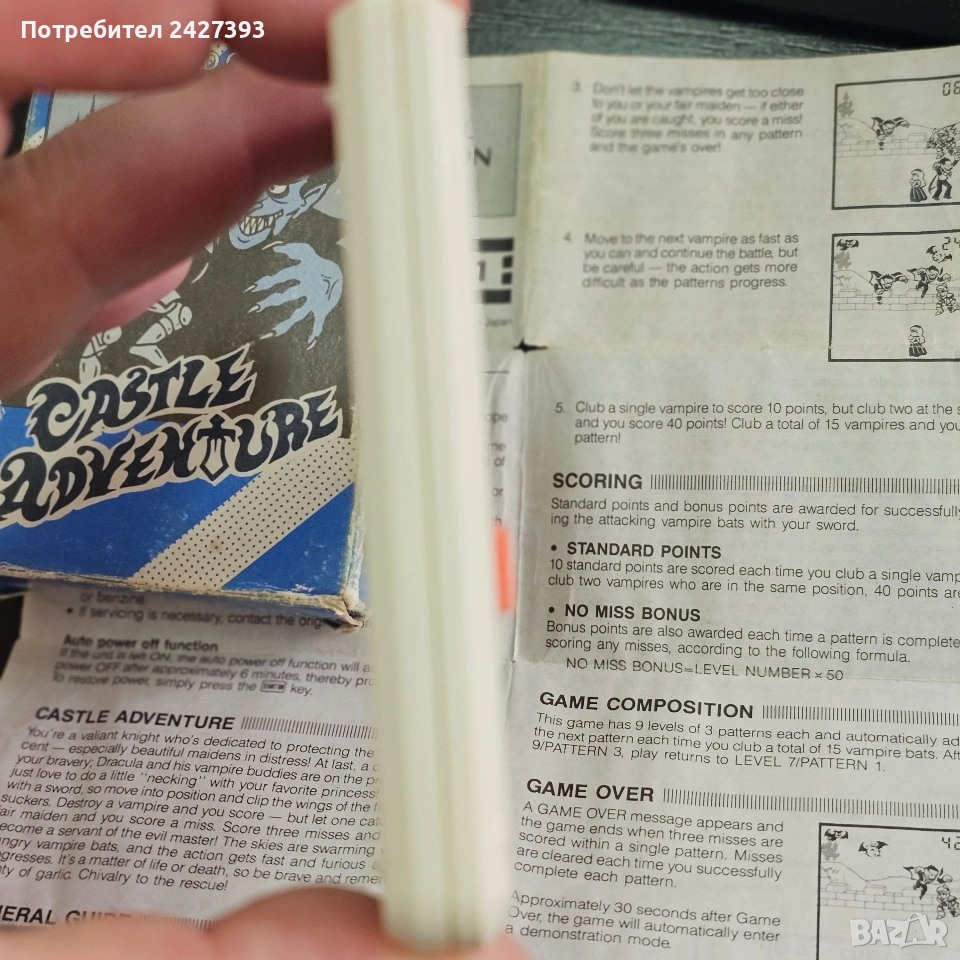 Потребител 2427393
CASTLE
ADVENTURE
N
1
Japan
3. Don't let the vampires get too close
to you or your fair maiden — if either
of you are caught, you score a miss!
Score three misses in any pattern
and the game's over!
4. Move to the next vampire as fast as
you can and continue the battle, but
be careful — the action gets more
difficult as the patterns progress.
5. Club a single vampire to score 10 points, but club two at the
and you score 40 points! Club a total of 15 vampires and you
pattern!
SCORING
Standard points and bonus points are awarded for successfully
ing the attacking vampire bats with your sword.
• STANDARD POINTS
10 standard points are scored each time you club a single
club two vampires who are in the same position, 40 points
• NO MISS BONUS
Bonus points are also awarded each time a pattern is complete
scoring any misses, according to the following formula.
NO MISS BONUS=LEVEL NUMBER × 50
GAME COMPOSITION
This game has 9 levels of 3 patterns each and automatically
the next pattern each time you club a total of 15 vampire bats.
9/PATTERN 3, play returns to LEVEL 7/PATTERN 1.
GAME OVER
A GAME OVER message appears and
the game ends when three misses are
scored within a single pattern. Misses
are cleared each time you successfully
complete each pattern.
Approximately 30 seconds after Game
Over, the game will automatically enter
a demonstration mode.
or benzine.
• If servicing is necessary, contact the
Auto power off function
If the unit is left ON, the auto power off function will
power OFF after approximately 6 minutes, thereby
To restore power, simply press the key.
CASTLE ADVENTURE
You're a valiant knight who's dedicated to protecting the
cent — especially beautiful maidens in distress! At last, a
your bravery; Dracula and his vampire buddies are on the
just love to do a little "necking" with your favorite princess!
with a sword, so move into position and clip the wings of the
suckers. Destroy a vampire and you score — but let one
fair maiden and you score a miss. Score three misses and
become a servant of the evil master! The skies are swarming
angry vampire bats, and the action gets fast and furious
gresses. It's a matter of life or death, so be brave and
ty of garlic. Chivalry to the rescue!
BAZAR